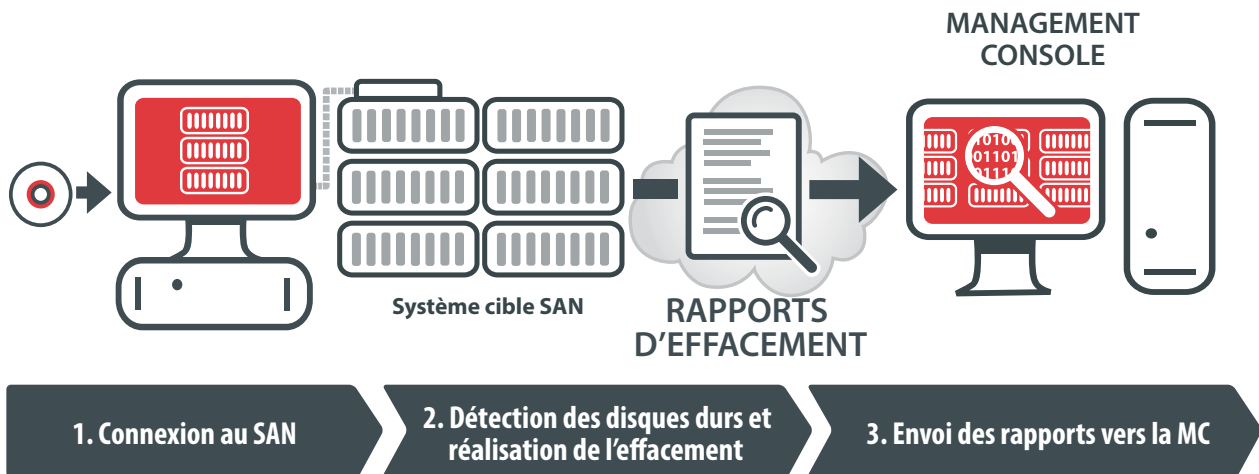 MANAGEMENT
CONSOLE
Système cible SAN
RAPPORTS
D’EFFACEMENT
1. Connexion au SAN
2. Détection des disques durs et
réalisation de l’effacement
3. Envoi des rapports vers la MC